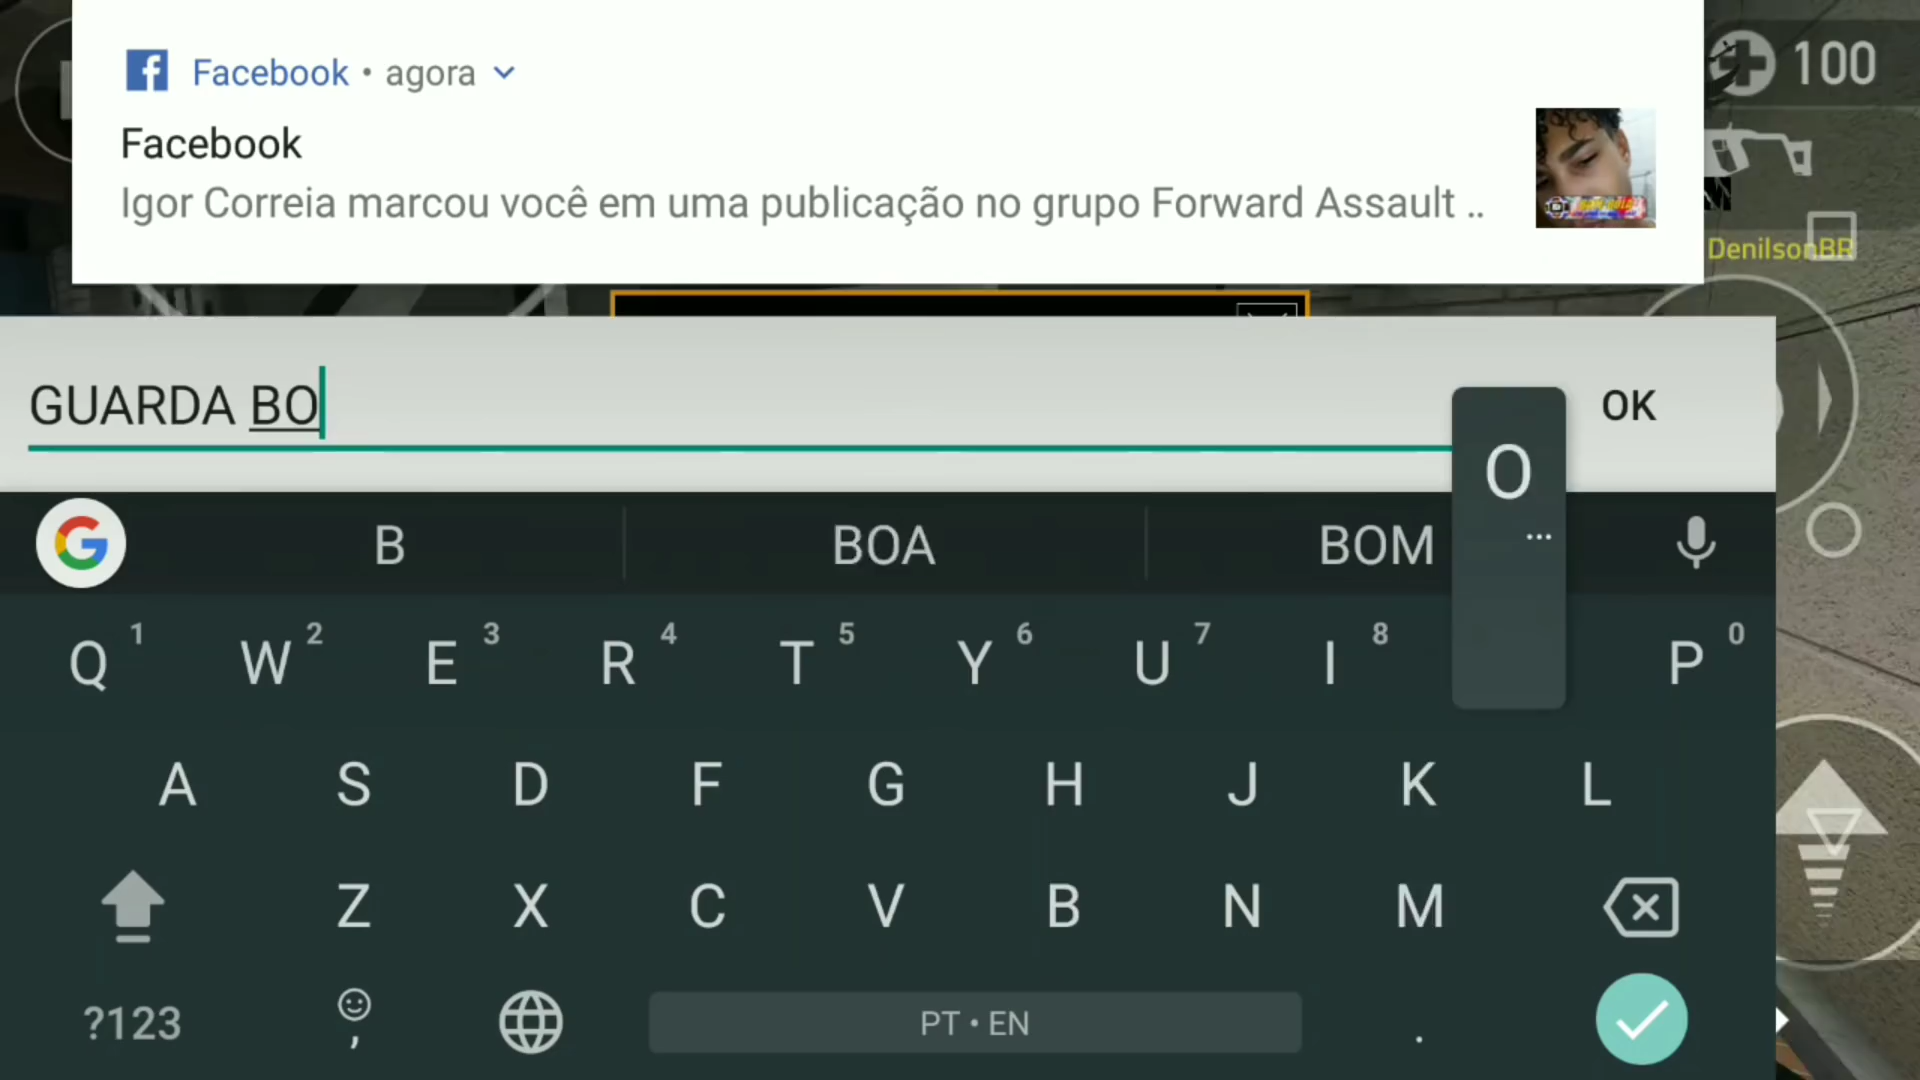 Facebook • agora
Facebook
Igor Correia marcou você em uma publicação no grupo Forward Assault ..
100
DenilsonBR
GUARDA BO
OK
O
...
B BOA BOM
Q 1 W 2 E 3 R 4 T 5 Y 6 U 7 I 8 P 0
A S D F G H J K L
Z X C V B N M
?123 , PT • EN .